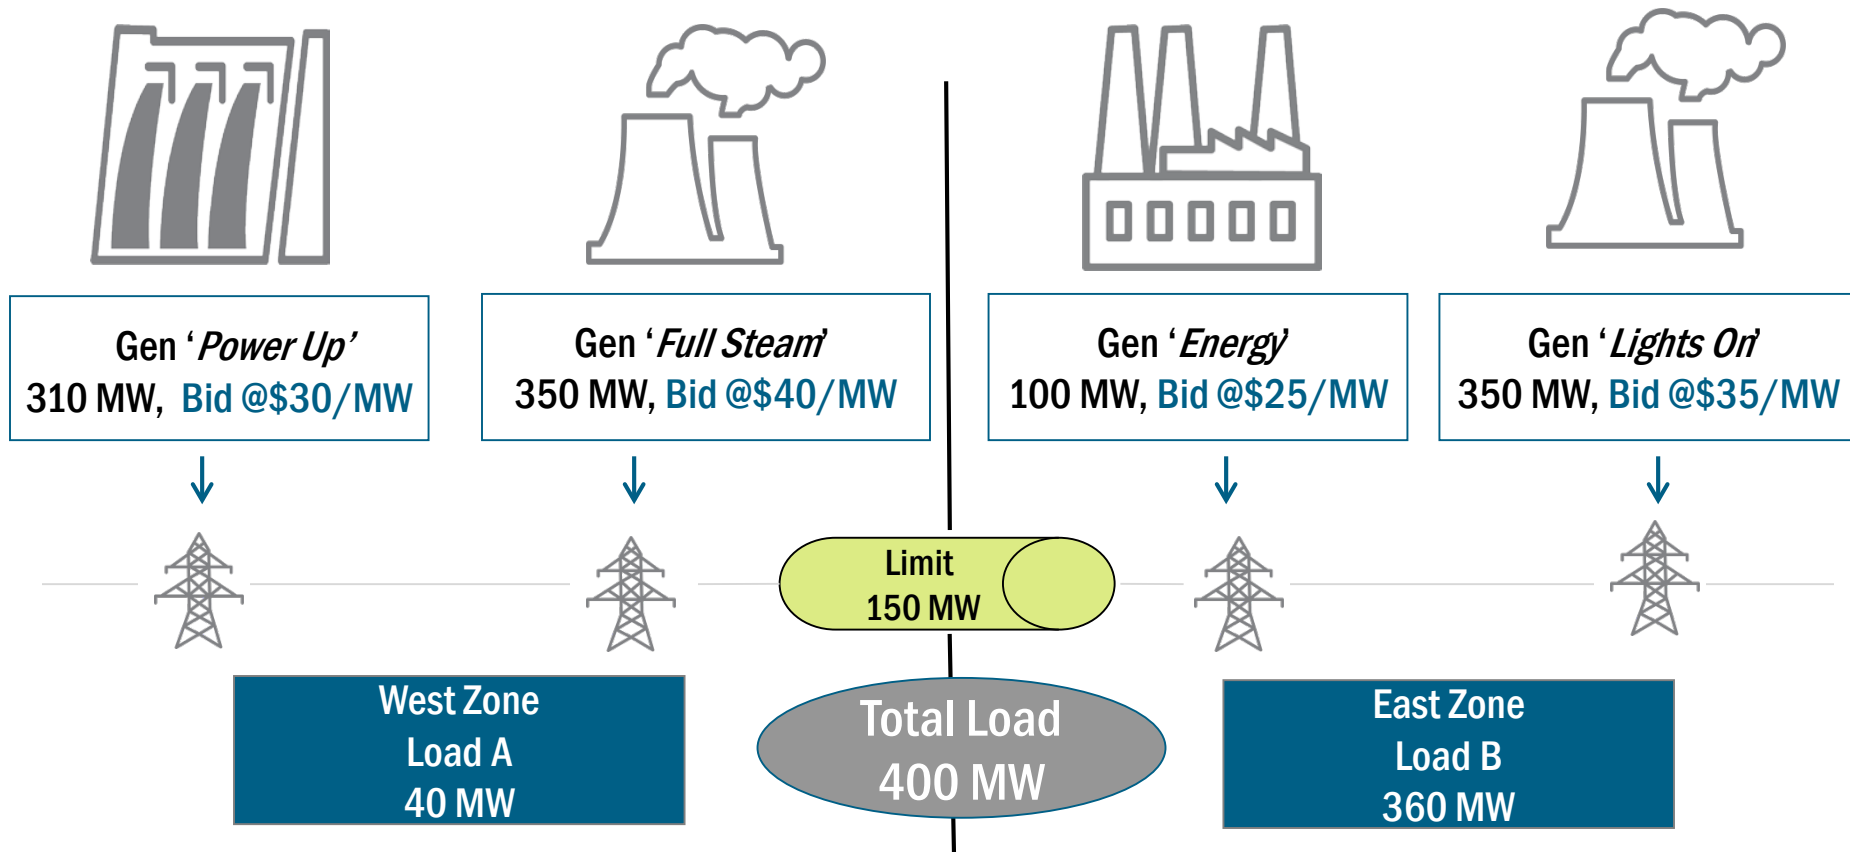 Gen ‘Power Up’
310 MW, Bid @$30/MW
Gen ‘Full Steam’
350 MW, Bid @$40/MW
Gen ‘Energy’
100 MW, Bid @$25/MW
Gen ‘Lights On’
350 MW, Bid @$35/MW
Limit
150 MW
West Zone
Load A
40 MW
Total Load
400 MW
East Zone
Load B
360 MW